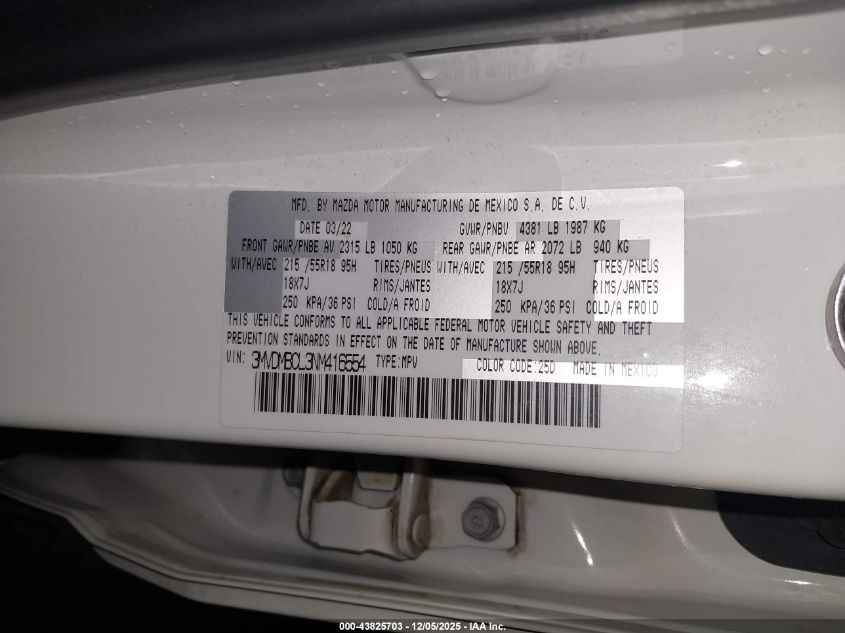 MFD. BY MAZDA MOTOR MANUFACTURING DE MEXICO S.A. DE C.V.
DATE 03/22 GVWR/PNBV 4381 LB 1987 KG
FRONT GAWR/PNBE AV 2315 LB 1050 KG REAR GAWR/PNBE AR 2072 LB 940 KG
WITH/AVEC 215 /55R18 95H TIRES/PNEUS WITH/AVEC 215 /55R18 95H TIRES/PNEUS
18X7J RIMS/JANTES 18X7J RIMS/JANTES
250 KPA/36 PSI COLD/A FROID 250 KPA/36 PSI COLD/A FROID
THIS VEHICLE CONFORMS TO ALL APPLICABLE FEDERAL MOTOR VEHICLE SAFETY AND THEFT
PREVENTION STANDARDS IN EFFECT ON THE DATE OF MANUFACTURE SHOWN ABOVE.
VIN: 3MVDMBCL3NM416554 TYPE:MPV COLOR CODE:25D MADE IN MEXICO
000-43825703 - 12/05/2025 - IAA Inc.